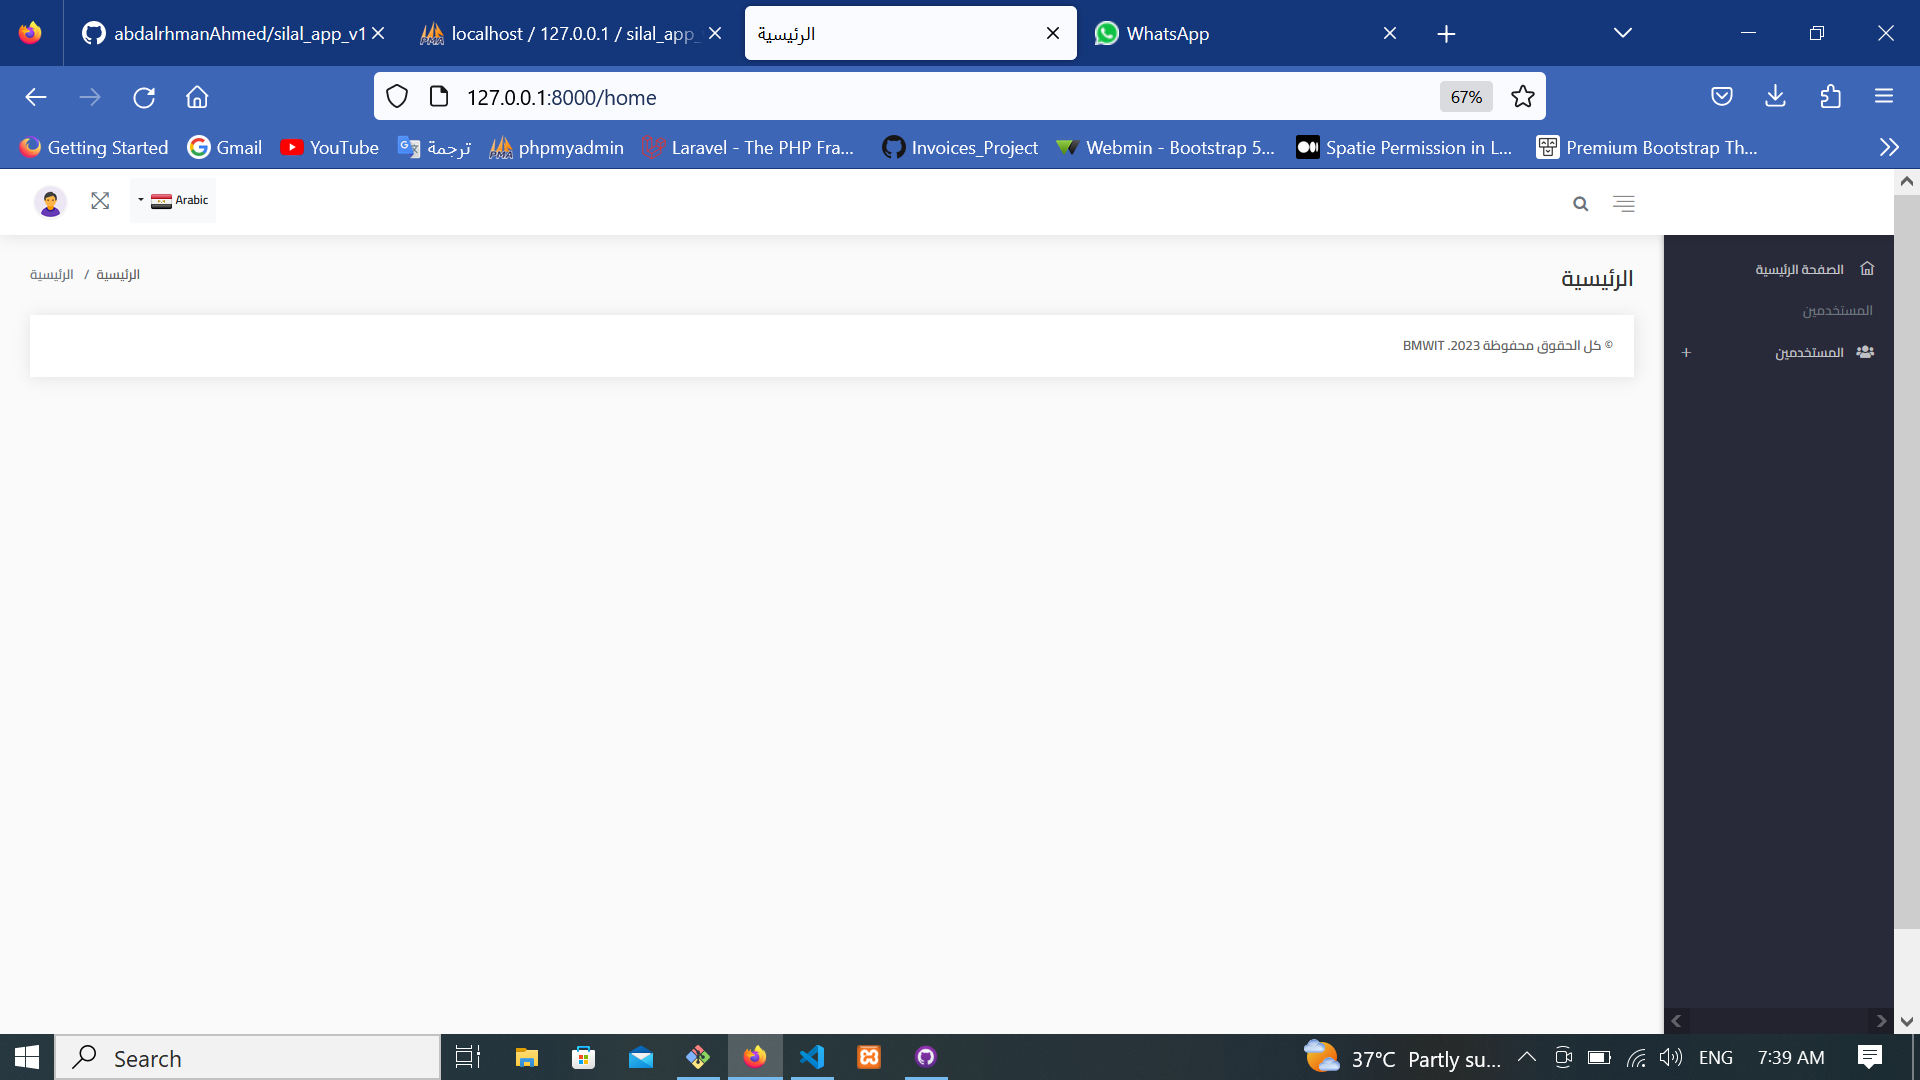 abdalrhmanAhmed/silal_app_v1
localhost / 127.0.0.1 / silal_app_
الرئيسية
WhatsApp
127.0.0.1:8000/home
67%
Getting Started
Gmail
YouTube
ترجمة
phpmyadmin
Laravel - The PHP Fra...
Invoices_Project
Webmin - Bootstrap 5...
Spatie Permission in L...
Premium Bootstrap Th...
Arabic
الصفحة الرئيسية
المستخدمين
المستخدمين
الرئيسية
الرئيسية / الرئيسية
© كل الحقوق محفوظة 2023. BMWIT
Search
37°C Partly su...
ENG
7:39 AM